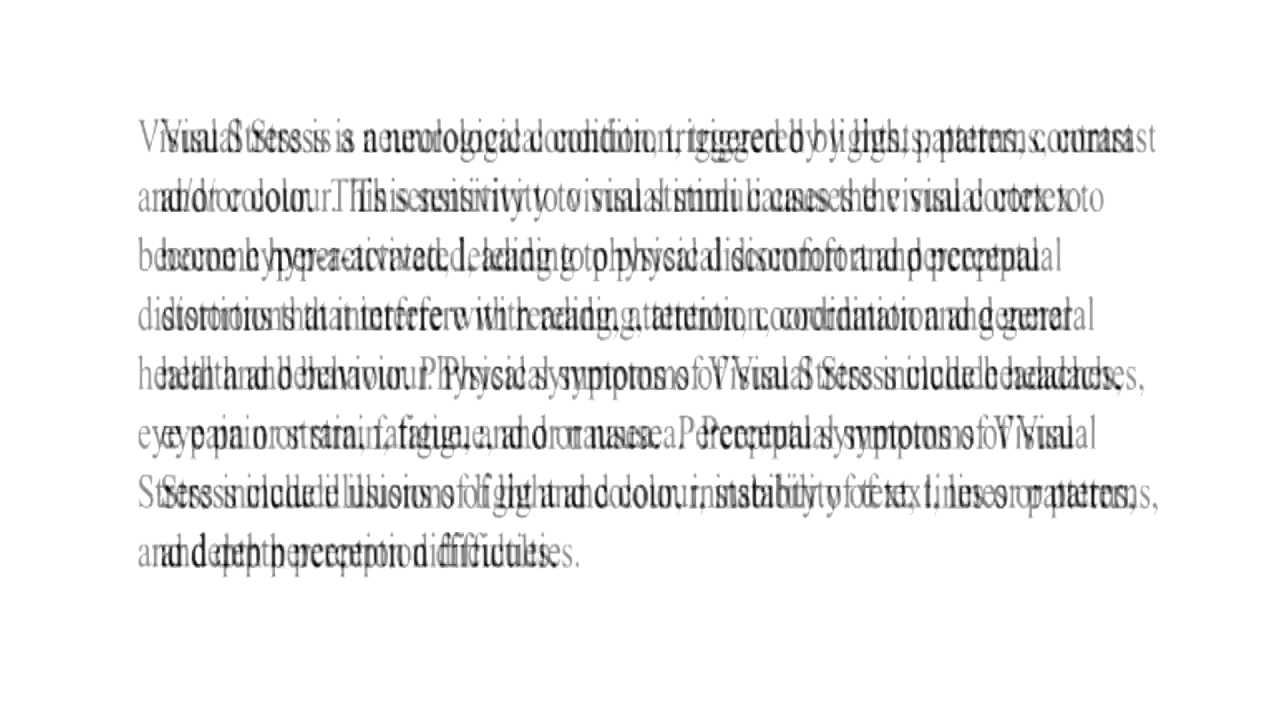 Visual Stress is a neurological condition, triggered by lights, patterns, contrast
and/or colour. This sensitivity to visual stimuli causes the visual cortex to
become hyper-activated, leading to physical discomfort and perceptual
distortions that interfere with reading, attention, coordination and general
health and behaviour. Physical symptoms of Visual Stress include headaches,
eye pain or strain, fatigue, and or nausea. Perceptual symptoms of Visual
Stress include illusions of light and colour, instability of text, lines or patterns,
and depth perception difficulties.